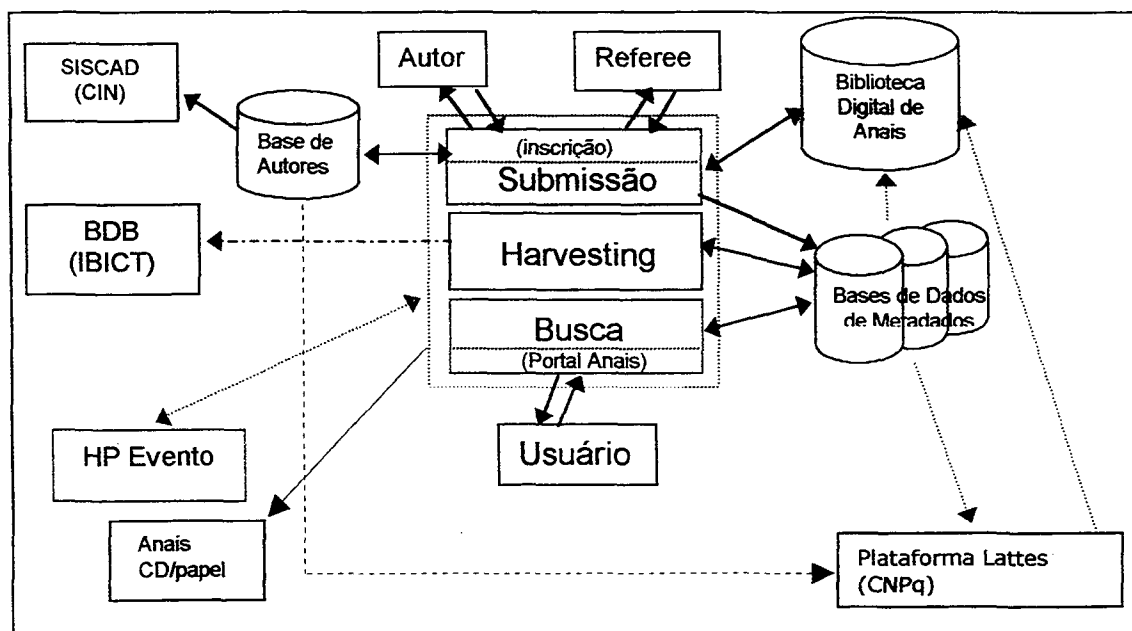 SISCAD
(CIN)
Autor
Referee
Biblioteca
Digital de
Anais
Base de
Autores
(inscrição)
Submissão
BDB
(IBICT)
Harvesting
Bases de Dados
de Metadados
Busca
(Portal Anais)
HP Evento
Usuário
Anais
CD/papel
Plataforma Lattes
(CNPq)